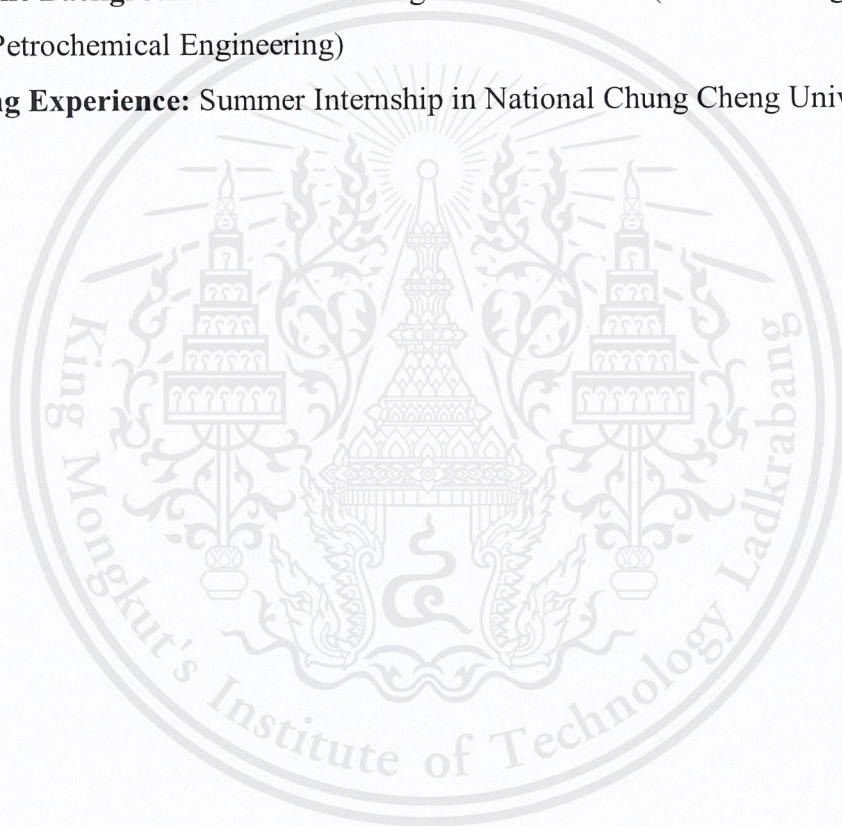 Petrochemical Engineering)
ng Experience: Summer Internship in National Chung Cheng Univ
King Mongkut's Institute of Technology Ladkrabang